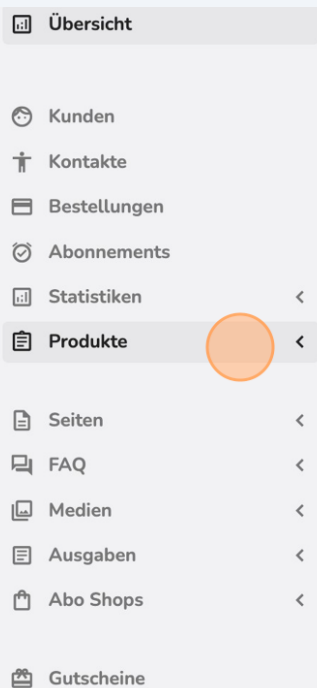 Übersicht
Kunden
Kontakte
Bestellungen
Abonnements
Statistiken
Produkte
Seiten
FAQ
Medien
Ausgaben
Abo Shops
Gutscheine